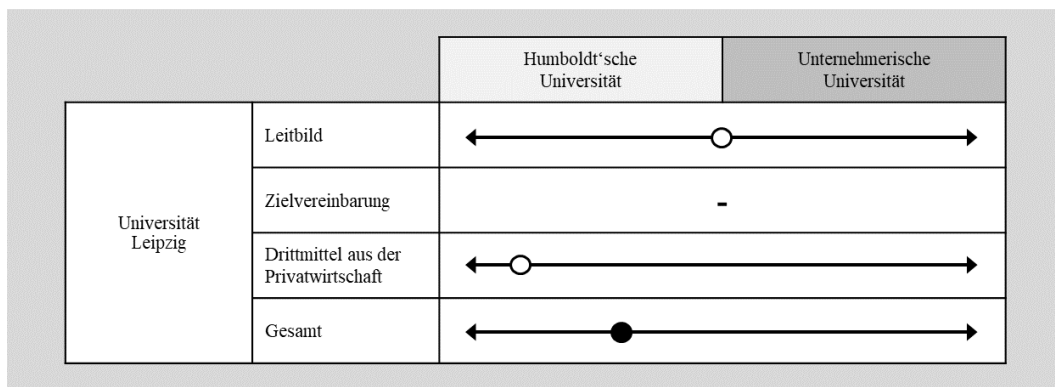 Humboldt‘sche
Universität
Unternehmerische
Universität
Universität
Leipzig
Leitbild
Zielvereinbarung
-
Drittmittel aus der
Privatwirtschaft
Gesamt